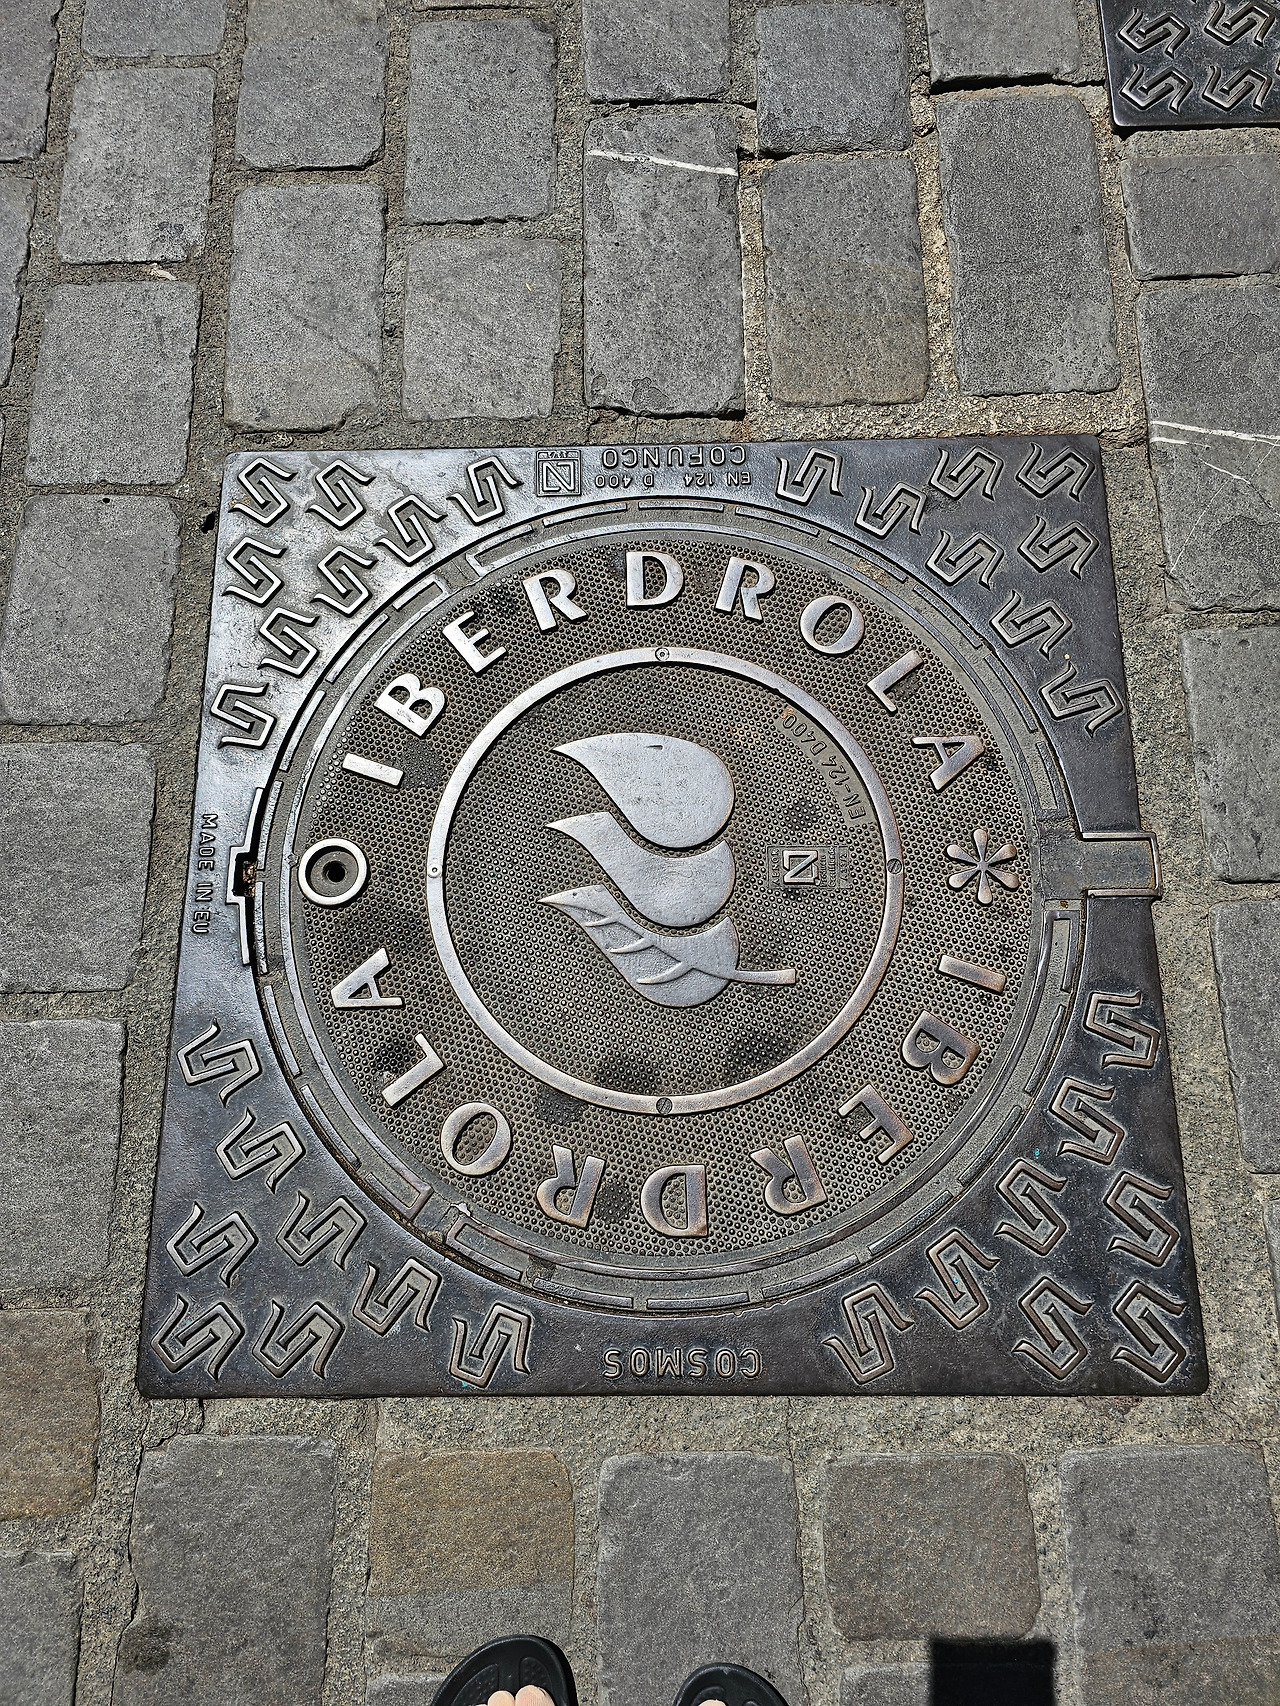 COFUNCO
EN 124 D 400
IBERDROLA * IBERDROLA O
EN-124 D400
N
MADE IN EU
COSMOS